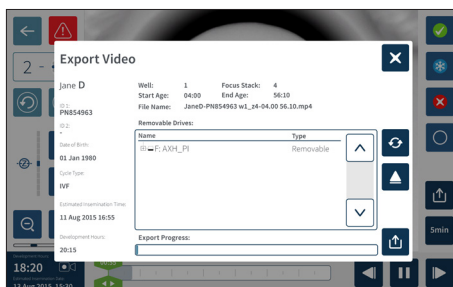 Export Video
2 -
Jane D
ID 1:
PN854963
ID 2:
-
Date of Birth:
01 Jan 1980
Cycle Type:
IVF
Estimated Insemination Time:
11 Aug 2015 16:55
Development Hours:
20:15
Well: 1 Focus Stack: 4
Start Age: 04:00 End Age: 56:10
File Name: JaneD-PN854963 w1_z4-04.00 56.10.mp4
Removable Drives:
Name Type
F: AXH_PI Removable
Export Progress:
5min
18:20